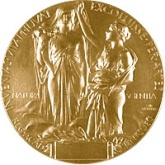 INVENTAS VITAM IUVAT EXCOLUISSE PER ARTES
NATURA
SCIENTIA